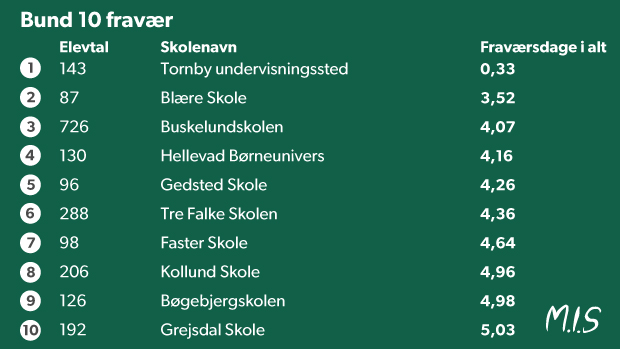 Bund 10 fravær
Elevtal Skolenavn Fraværsdage i alt
1 143 Tornby undervisningssted 0,33
2 87 Blære Skole 3,52
3 726 Buskelundskolen 4,07
4 130 Hellevad Børneunivers 4,16
5 96 Gedsted Skole 4,26
6 288 Tre Falke Skolen 4,36
7 98 Faster Skole 4,64
8 206 Kollund Skole 4,96
9 126 Bøgebjergskolen 4,98
10 192 Grejsdal Skole 5,03
M.I.S